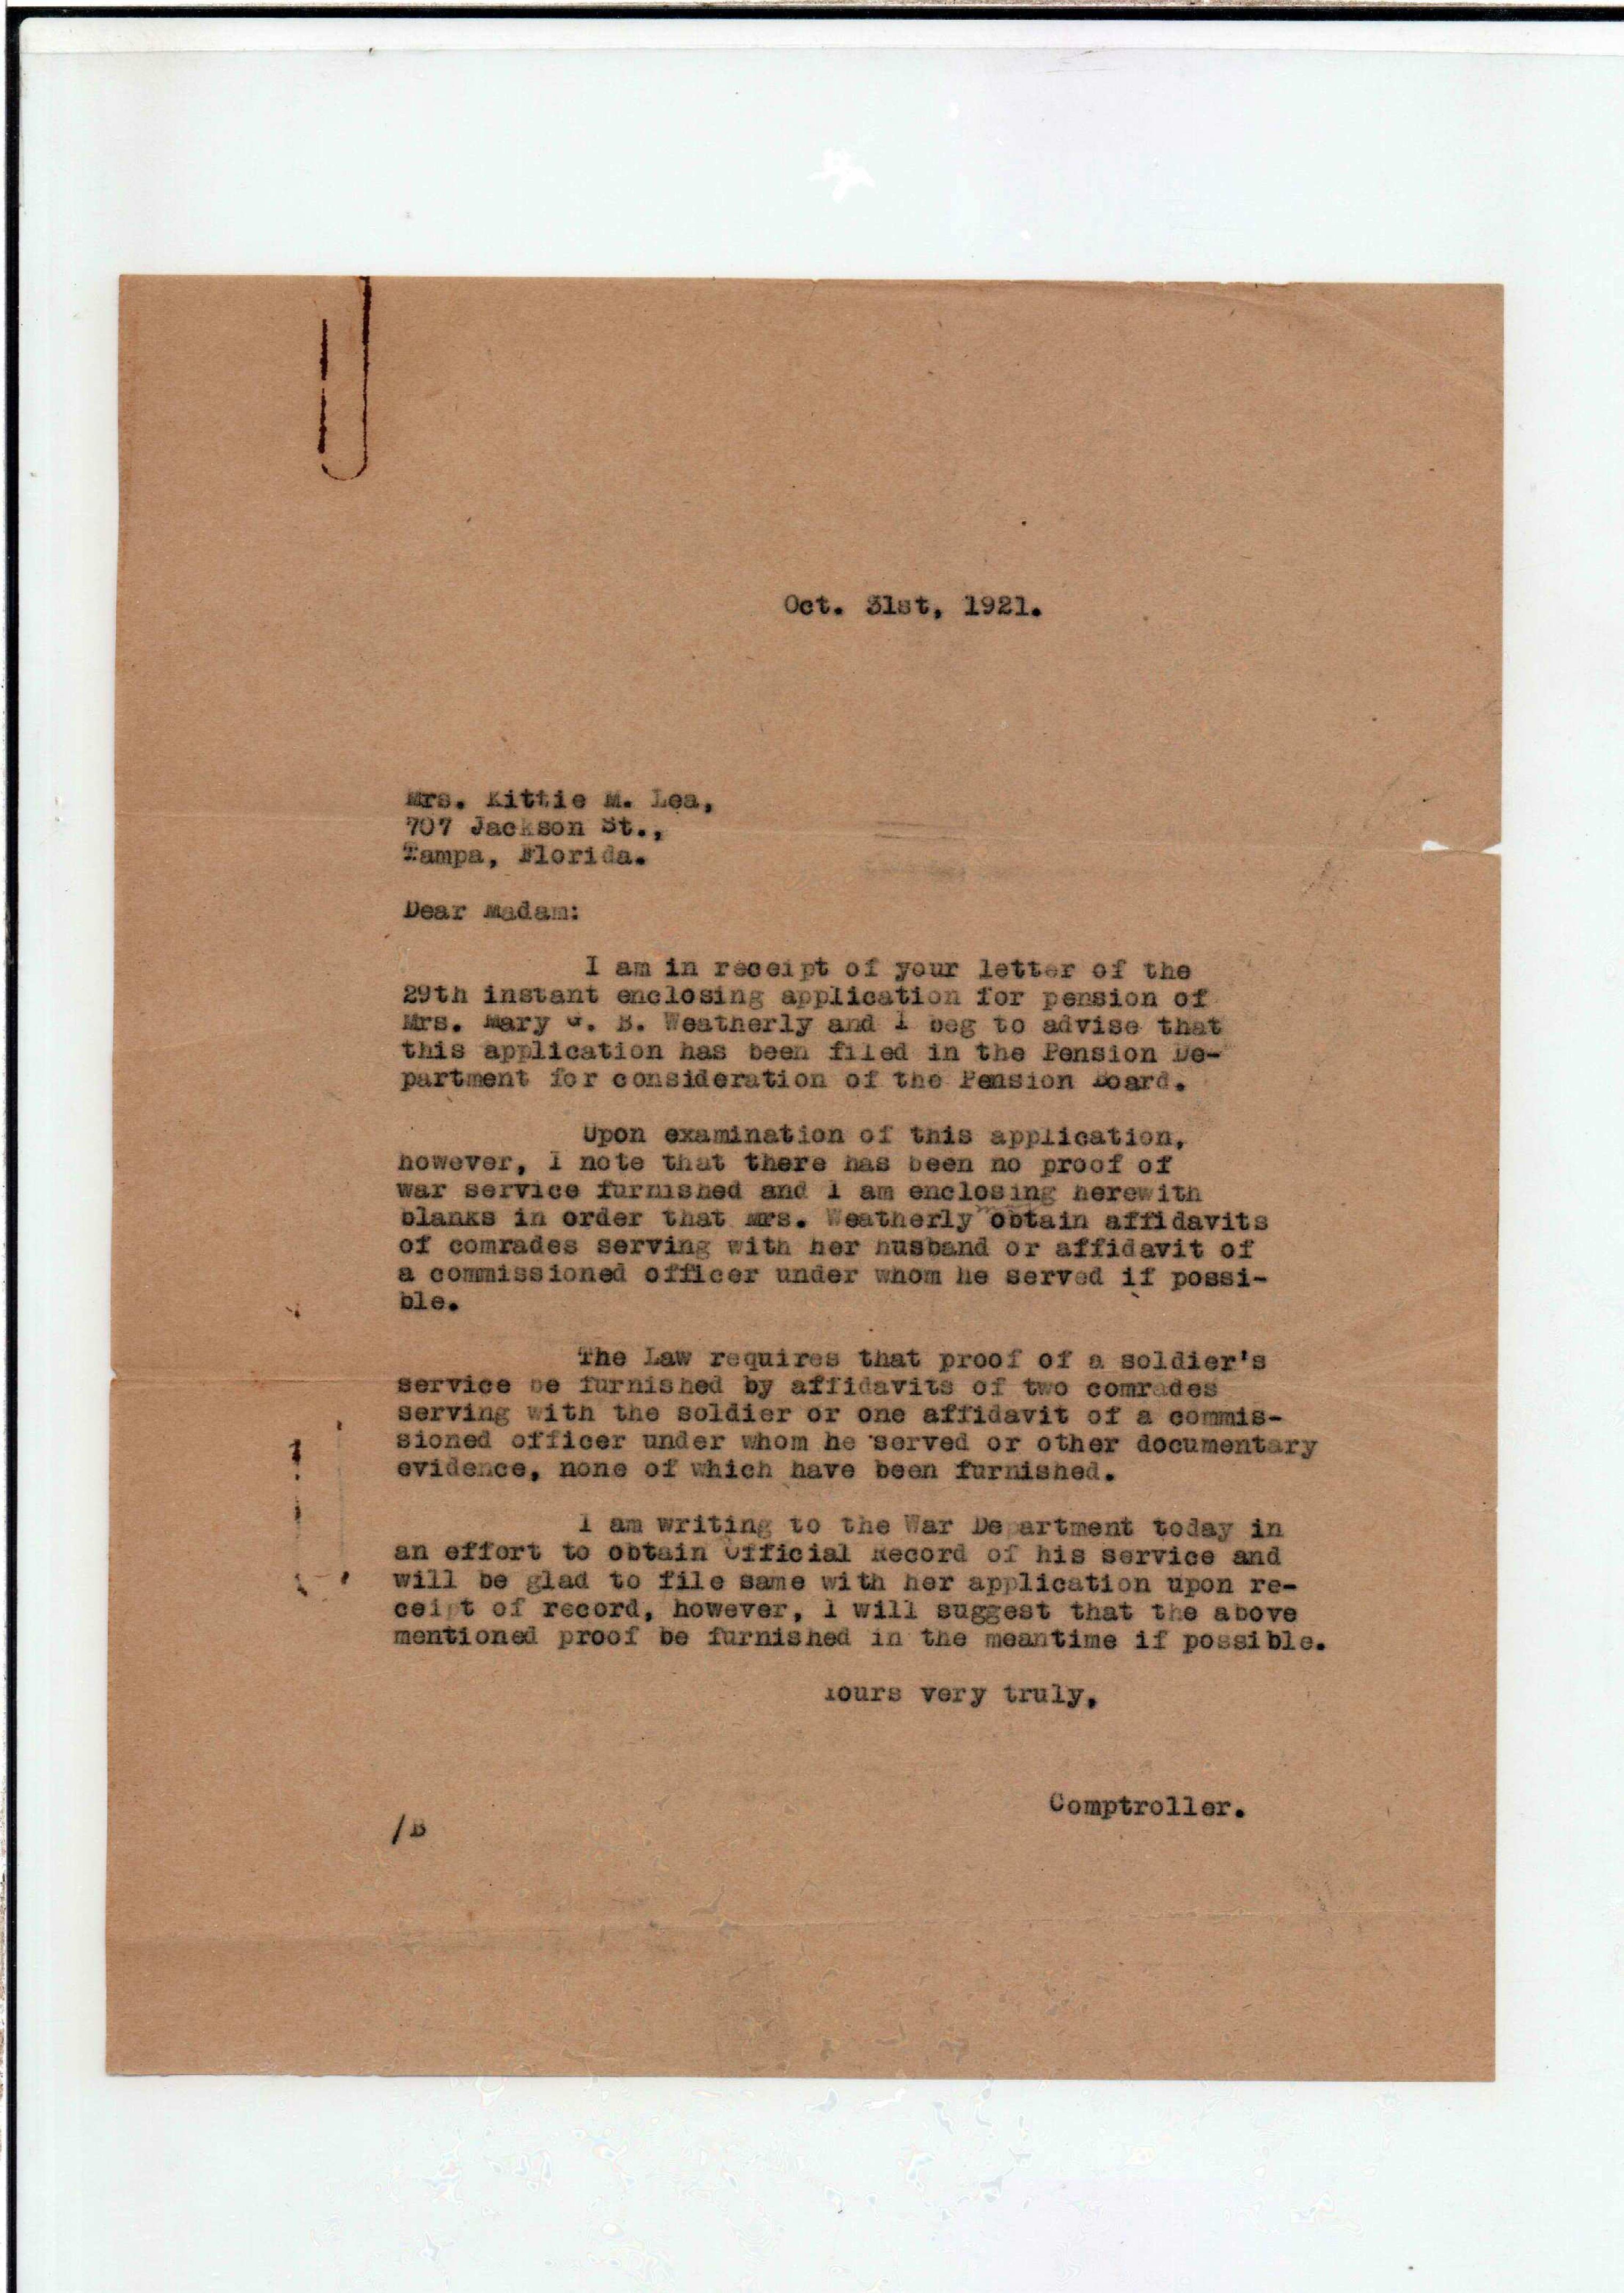 Oct. 31st, 1921.
Mrs. Kittie M. Lea,
707 Jackson St.,
Tampa, Florida.
Dear Madam:
I am in receipt of your letter of the
29th instant enclosing application for pension of
Mrs. Mary G. B. Weatherly and I beg to advise that
this application has been filed in the Pension De-
partment for consideration of the Pension Board.
Upon examination of this application,
however, I note that there has been no proof of
war service furnished and I am enclosing herewith
blanks in order that Mrs. Weatherly obtain affidavits
of comrades serving with her husband or affidavit of
a commissioned officer under whom he served if possi-
ble.
The Law requires that proof of a soldier's
service be furnished by affidavits of two comrades
serving with the soldier or one affidavit of a commis-
sioned officer under whom he served or other documentary
evidence, none of which have been furnished.
I am writing to the War Department today in
an effort to obtain Official Record of his service and
will be glad to file same with her application upon re-
ceipt of record, however, I will suggest that the above
mentioned proof be furnished in the meantime if possible.
Yours very truly,
Comptroller.
/B